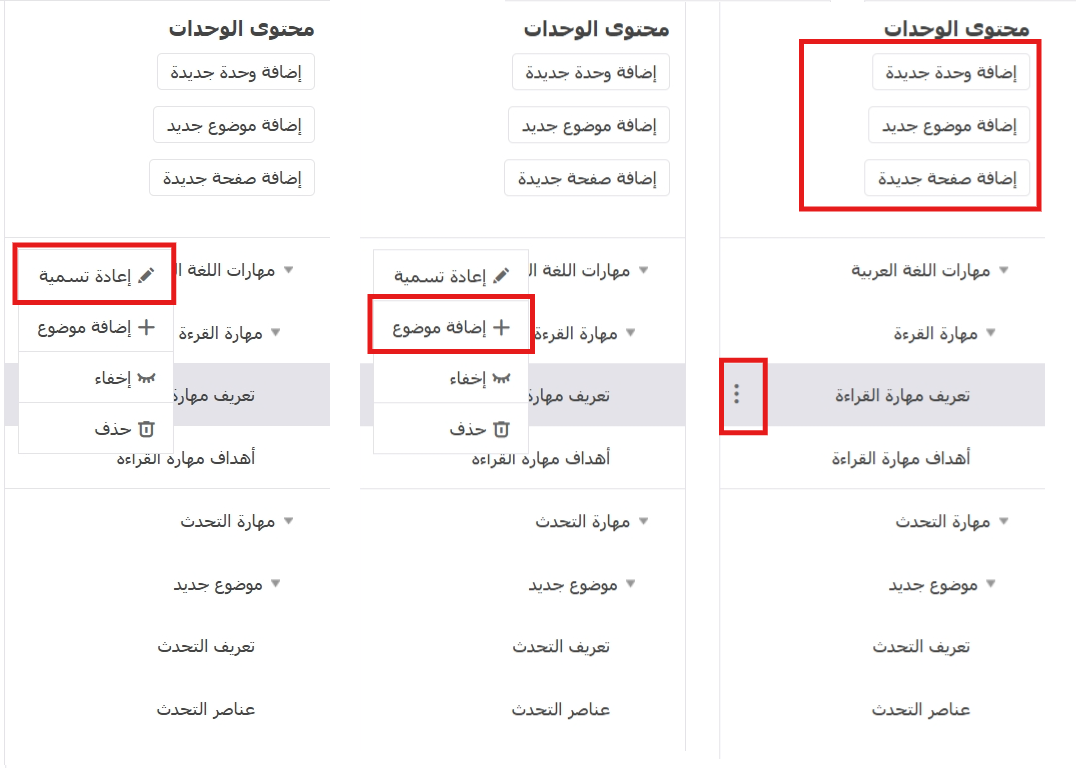 محتوى الوحدات
إضافة وحدة جديدة
إضافة موضوع جديد
إضافة صفحة جديدة
مهارات اللغة العربية
مهارة القرءة
تعريف مهارة القراءة
أهداف مهارة القراءة
مهارة التحدث
موضوع جديد
تعريف التحدث
عناصر التحدث
محتوى الوحدات
إضافة وحدة جديدة
إضافة موضوع جديد
إضافة صفحة جديدة
مهارات اللغة
إعادة تسمية
مهارة القرءة
إضافة موضوع
إخفاء
تعريف مهارة
حذف
أهداف مهارة القراءة
مهارة التحدث
موضوع جديد
تعريف التحدث
عناصر التحدث
محتوى الوحدات
إضافة وحدة جديدة
إضافة موضوع جديد
إضافة صفحة جديدة
مهارات اللغة
إعادة تسمية
مهارة القرءة
إضافة موضوع
إخفاء
تعريف مهارة
حذف
أهداف مهارة القراءة
مهارة التحدث
موضوع جديد
تعريف التحدث
عناصر التحدث